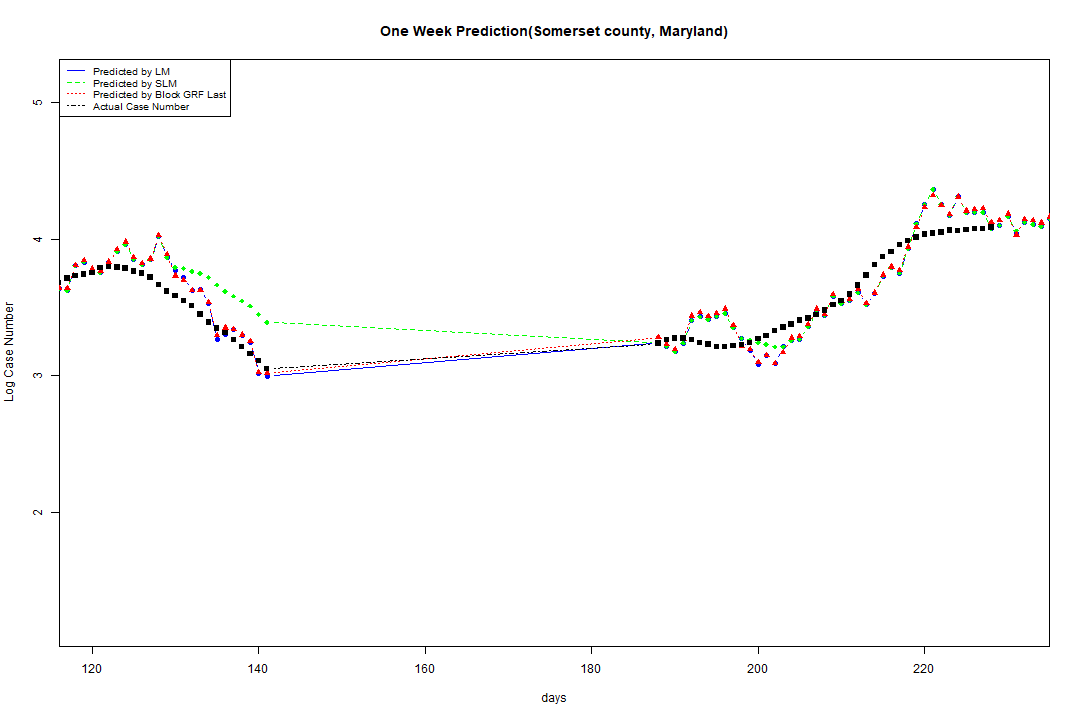 One Week Prediction(Somerset county, Maryland)
Predicted by LM
Predicted by SLM
Predicted by Block GRF Last
Actual Case Number
5
4
3
2
Log Case Number
120 140 160 180 200 220
days